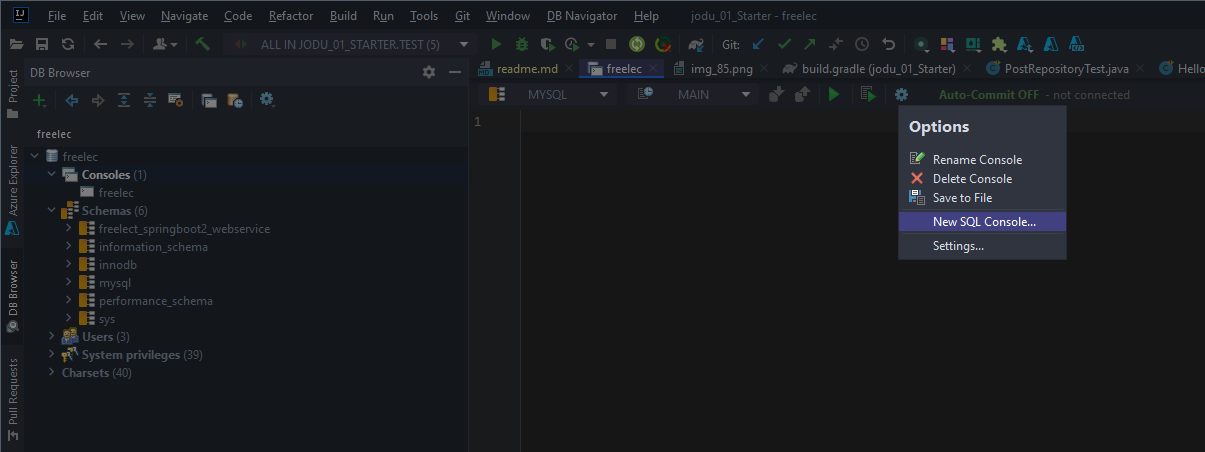 IJ File Edit View Navigate Code Refactor Build Run Tools Git Window DB Navigator Help jodu_01_Starter - freelec
ALL IN JODU_01_STARTER.TEST (5) Git:
DB Browser
MD readme.md freelec img_85.png build.gradle (jodu_01_Starter) PostRepositoryTest.java Hello
MYSQL MAIN Auto-Commit OFF - not connected
1
freelec
freelec
Consoles (1)
freelec
Schemas (6)
freelect_springboot2_webservice
information_schema
innodb
mysql
performance_schema
sys
Users (3)
System privileges (39)
Charsets (40)
Project
Azure Explorer
DB Browser
Pull Requests
Options
Rename Console
Delete Console
Save to File
New SQL Console...
Settings...